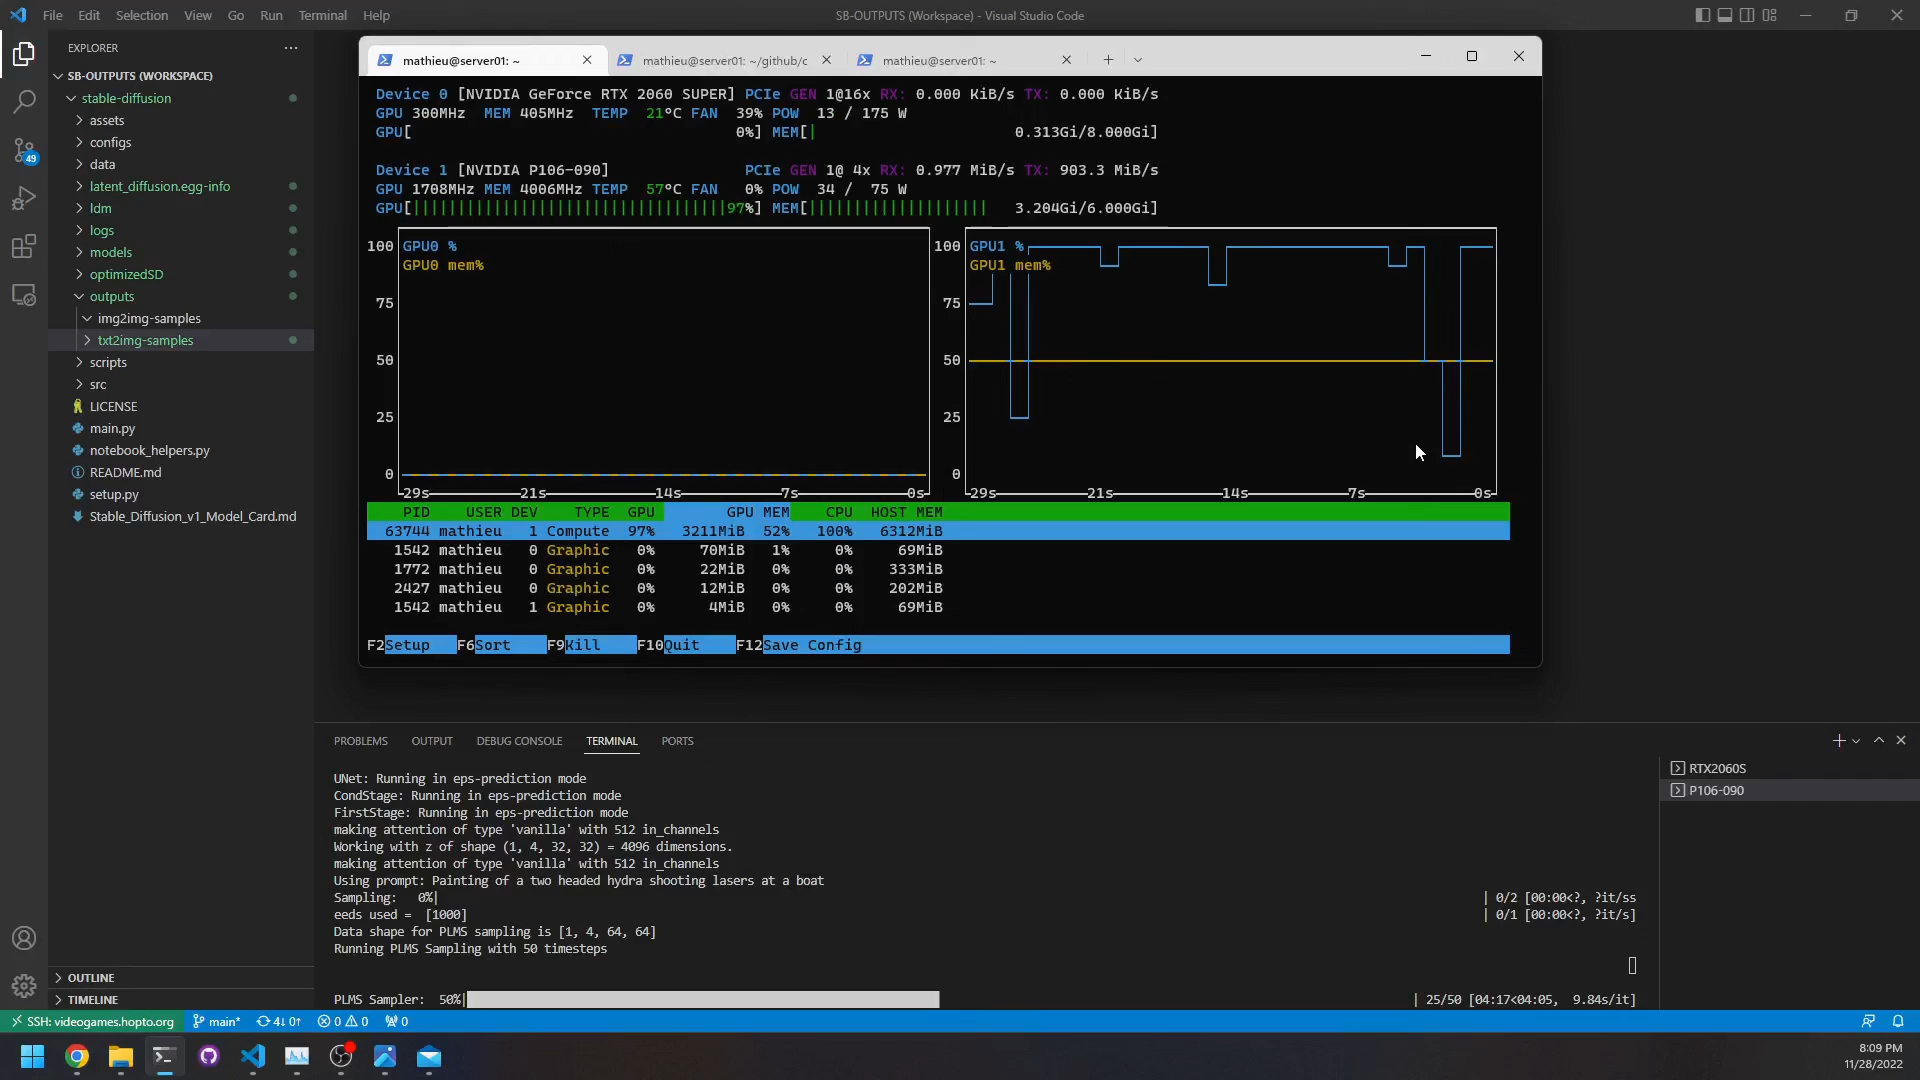 File Edit Selection View Go Run Terminal Help
SB-OUTPUTS (Workspace) - Visual Studio Code
EXPLORER
SB-OUTPUTS (WORKSPACE)
stable-diffusion
assets
configs
data
latent_diffusion.egg-info
ldm
logs
models
optimizedSD
outputs
img2img-samples
txt2img-samples
scripts
src
LICENSE
main.py
notebook_helpers.py
README.md
setup.py
Stable_Diffusion_v1_Model_Card.md
OUTLINE
TIMELINE
49
mathieu@server01: ~
mathieu@server01: ~/github/c
mathieu@server01: ~
Device 0 [NVIDIA GeForce RTX 2060 SUPER] PCIe GEN 1@16x RX: 0.000 KiB/s TX: 0.000 KiB/s
GPU 300MHz MEM 405MHz TEMP 21°C FAN 39% POW 13 / 175 W
GPU[ 0%] MEM[| 0.313Gi/8.000Gi]
Device 1 [NVIDIA P106-090] PCIe GEN 1@ 4x RX: 0.977 MiB/s TX: 903.3 MiB/s
GPU 1708MHz MEM 4006MHz TEMP 57°C FAN 0% POW 34 / 75 W
GPU[|||||||||||||||||||||||||||||||||||97%] MEM[|||||||||||||||||||| 3.204Gi/6.000Gi]
100 GPU0 %
GPU0 mem%
75
50
25
0
29s 21s 14s 7s 0s
100 GPU1 %
GPU1 mem%
75
50
25
0
29s 21s 14s 7s 0s
PID USER DEV TYPE GPU GPU MEM CPU HOST MEM
63744 mathieu 1 Compute 97% 3211MiB 52% 100% 6312MiB
1542 mathieu 0 Graphic 0% 70MiB 1% 0% 69MiB
1772 mathieu 0 Graphic 0% 22MiB 0% 0% 333MiB
2427 mathieu 0 Graphic 0% 12MiB 0% 0% 202MiB
1542 mathieu 1 Graphic 0% 4MiB 0% 0% 69MiB
F2Setup F6Sort F9Kill F10Quit F12Save Config
PROBLEMS OUTPUT DEBUG CONSOLE TERMINAL PORTS
UNet: Running in eps-prediction mode
CondStage: Running in eps-prediction mode
FirstStage: Running in eps-prediction mode
making attention of type 'vanilla' with 512 in_channels
Working with z of shape (1, 4, 32, 32) = 4096 dimensions.
making attention of type 'vanilla' with 512 in_channels
Using prompt: Painting of a two headed hydra shooting lasers at a boat
Sampling: 0%| | 0/2 [00:00<?, ?it/ss
eeds used = [1000] | 0/1 [00:00<?, ?it/s]
Data shape for PLMS sampling is [1, 4, 64, 64]
Running PLMS Sampling with 50 timesteps
PLMS Sampler: 50%| | 25/50 [04:17<04:05, 9.84s/it]
RTX2060S
P106-090
SSH: videogames.hopto.org main* 4↓ 0↑ 0 0 0
8:09 PM
11/28/2022